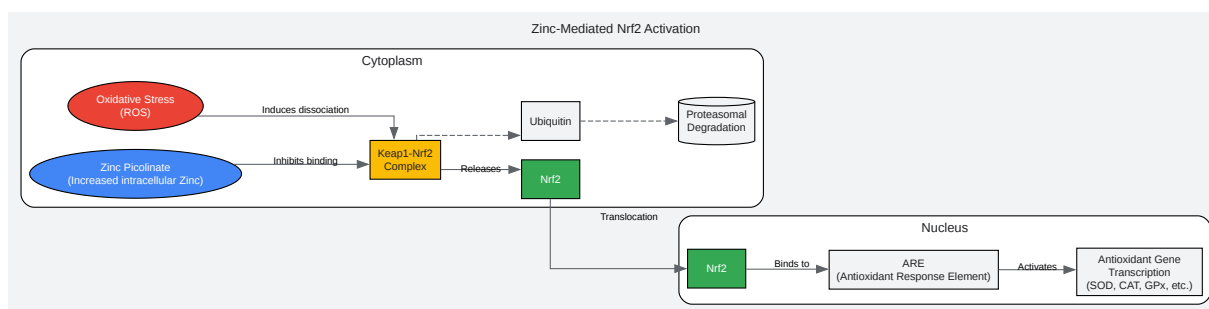 Zinc-Mediated Nrf2 Activation
Cytoplasm
Oxidative Stress
(ROS)
Induces dissociation
Zinc Picolinate
(Increased intracellular Zinc)
Inhibits binding
Keap1-Nrf2
Complex
Releases
Ubiquitin
Proteasomal
Degradation
Nrf2
Translocation
Nucleus
Nrf2
Binds to
ARE
(Antioxidant Response Element)
Activates
Antioxidant Gene
Transcription
(SOD, CAT, GPx, etc.)